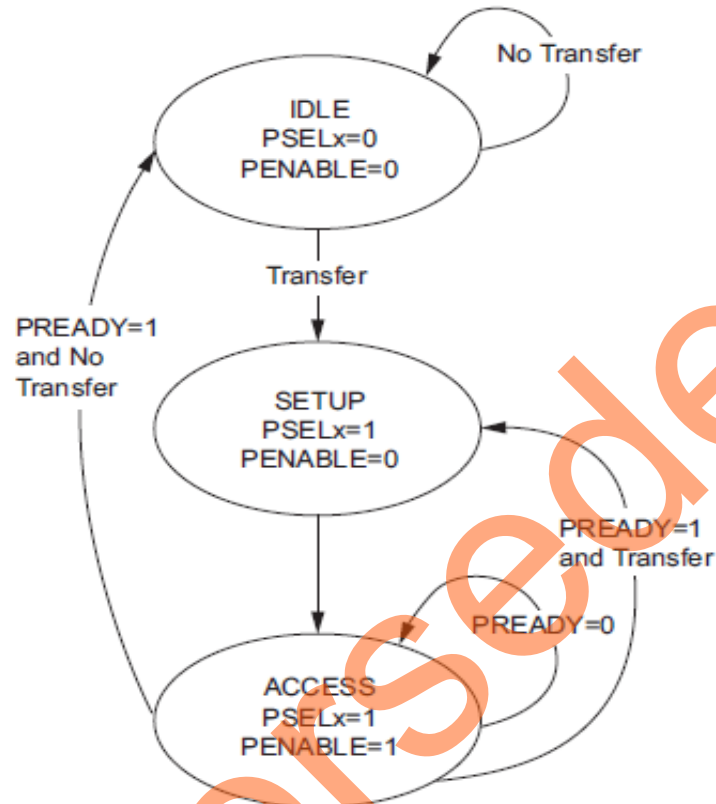 No Transfer
IDLE
PSELx=0
PENABLE=0
Transfer
PREADY=1
and No
Transfer
SETUP
PSELx=1
PENABLE=0
PREADY=1
and Transfer
PREADY=0
ACCESS
PSELx=1
PENABLE=1
orsede